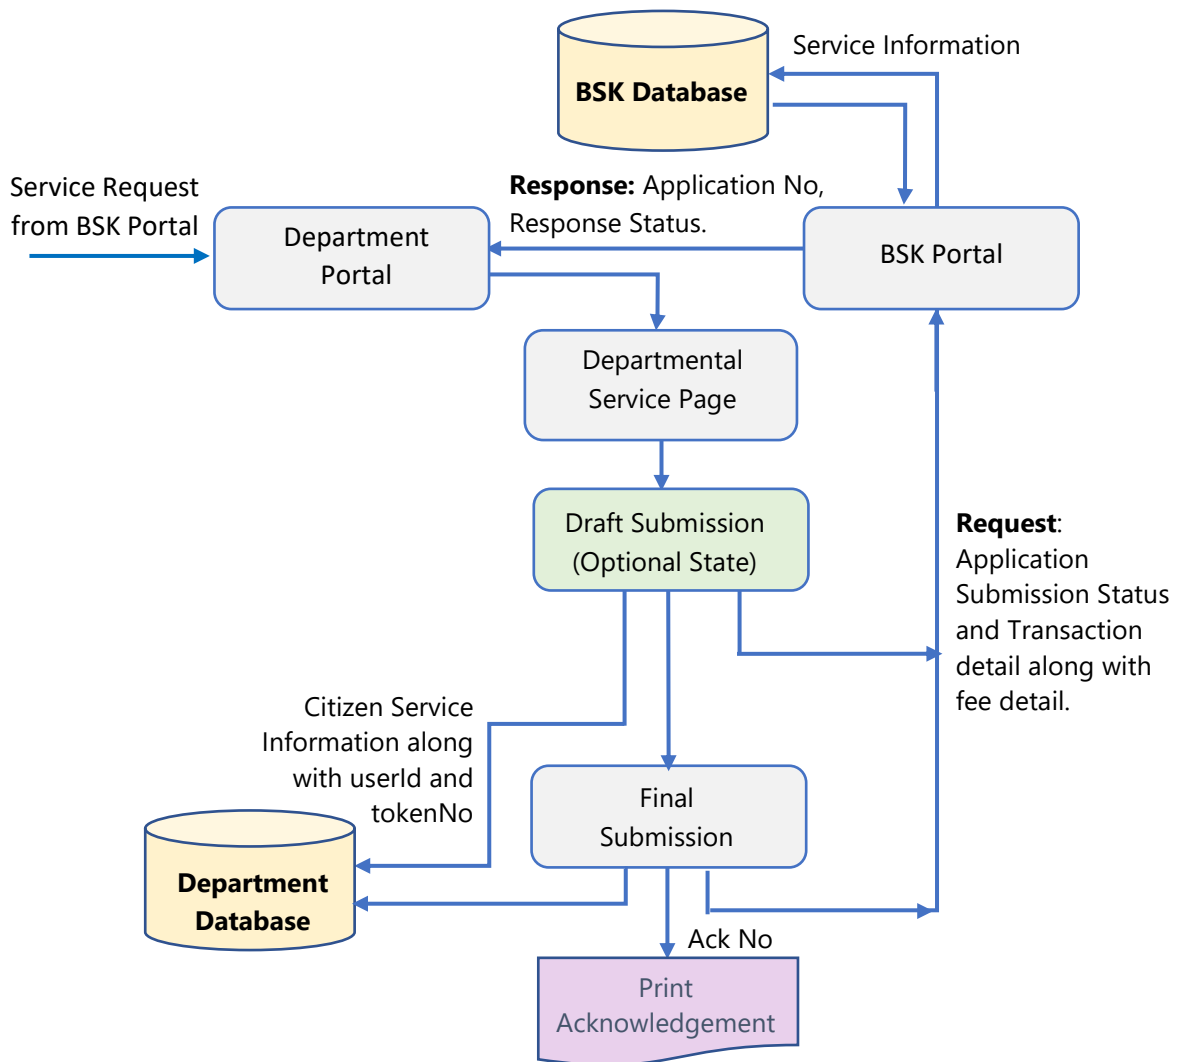 Service Information
BSK Database
Service Request
from BSK Portal
Response: Application No,
Response Status.
Department
Portal
BSK Portal
Departmental
Service Page
Draft Submission
(Optional State)
Request:
Application
Submission Status
and Transaction
detail along with
fee detail.
Citizen Service
Information along
with userId and
tokenNo
Final
Submission
Department
Database
Ack No
Print
Acknowledgement